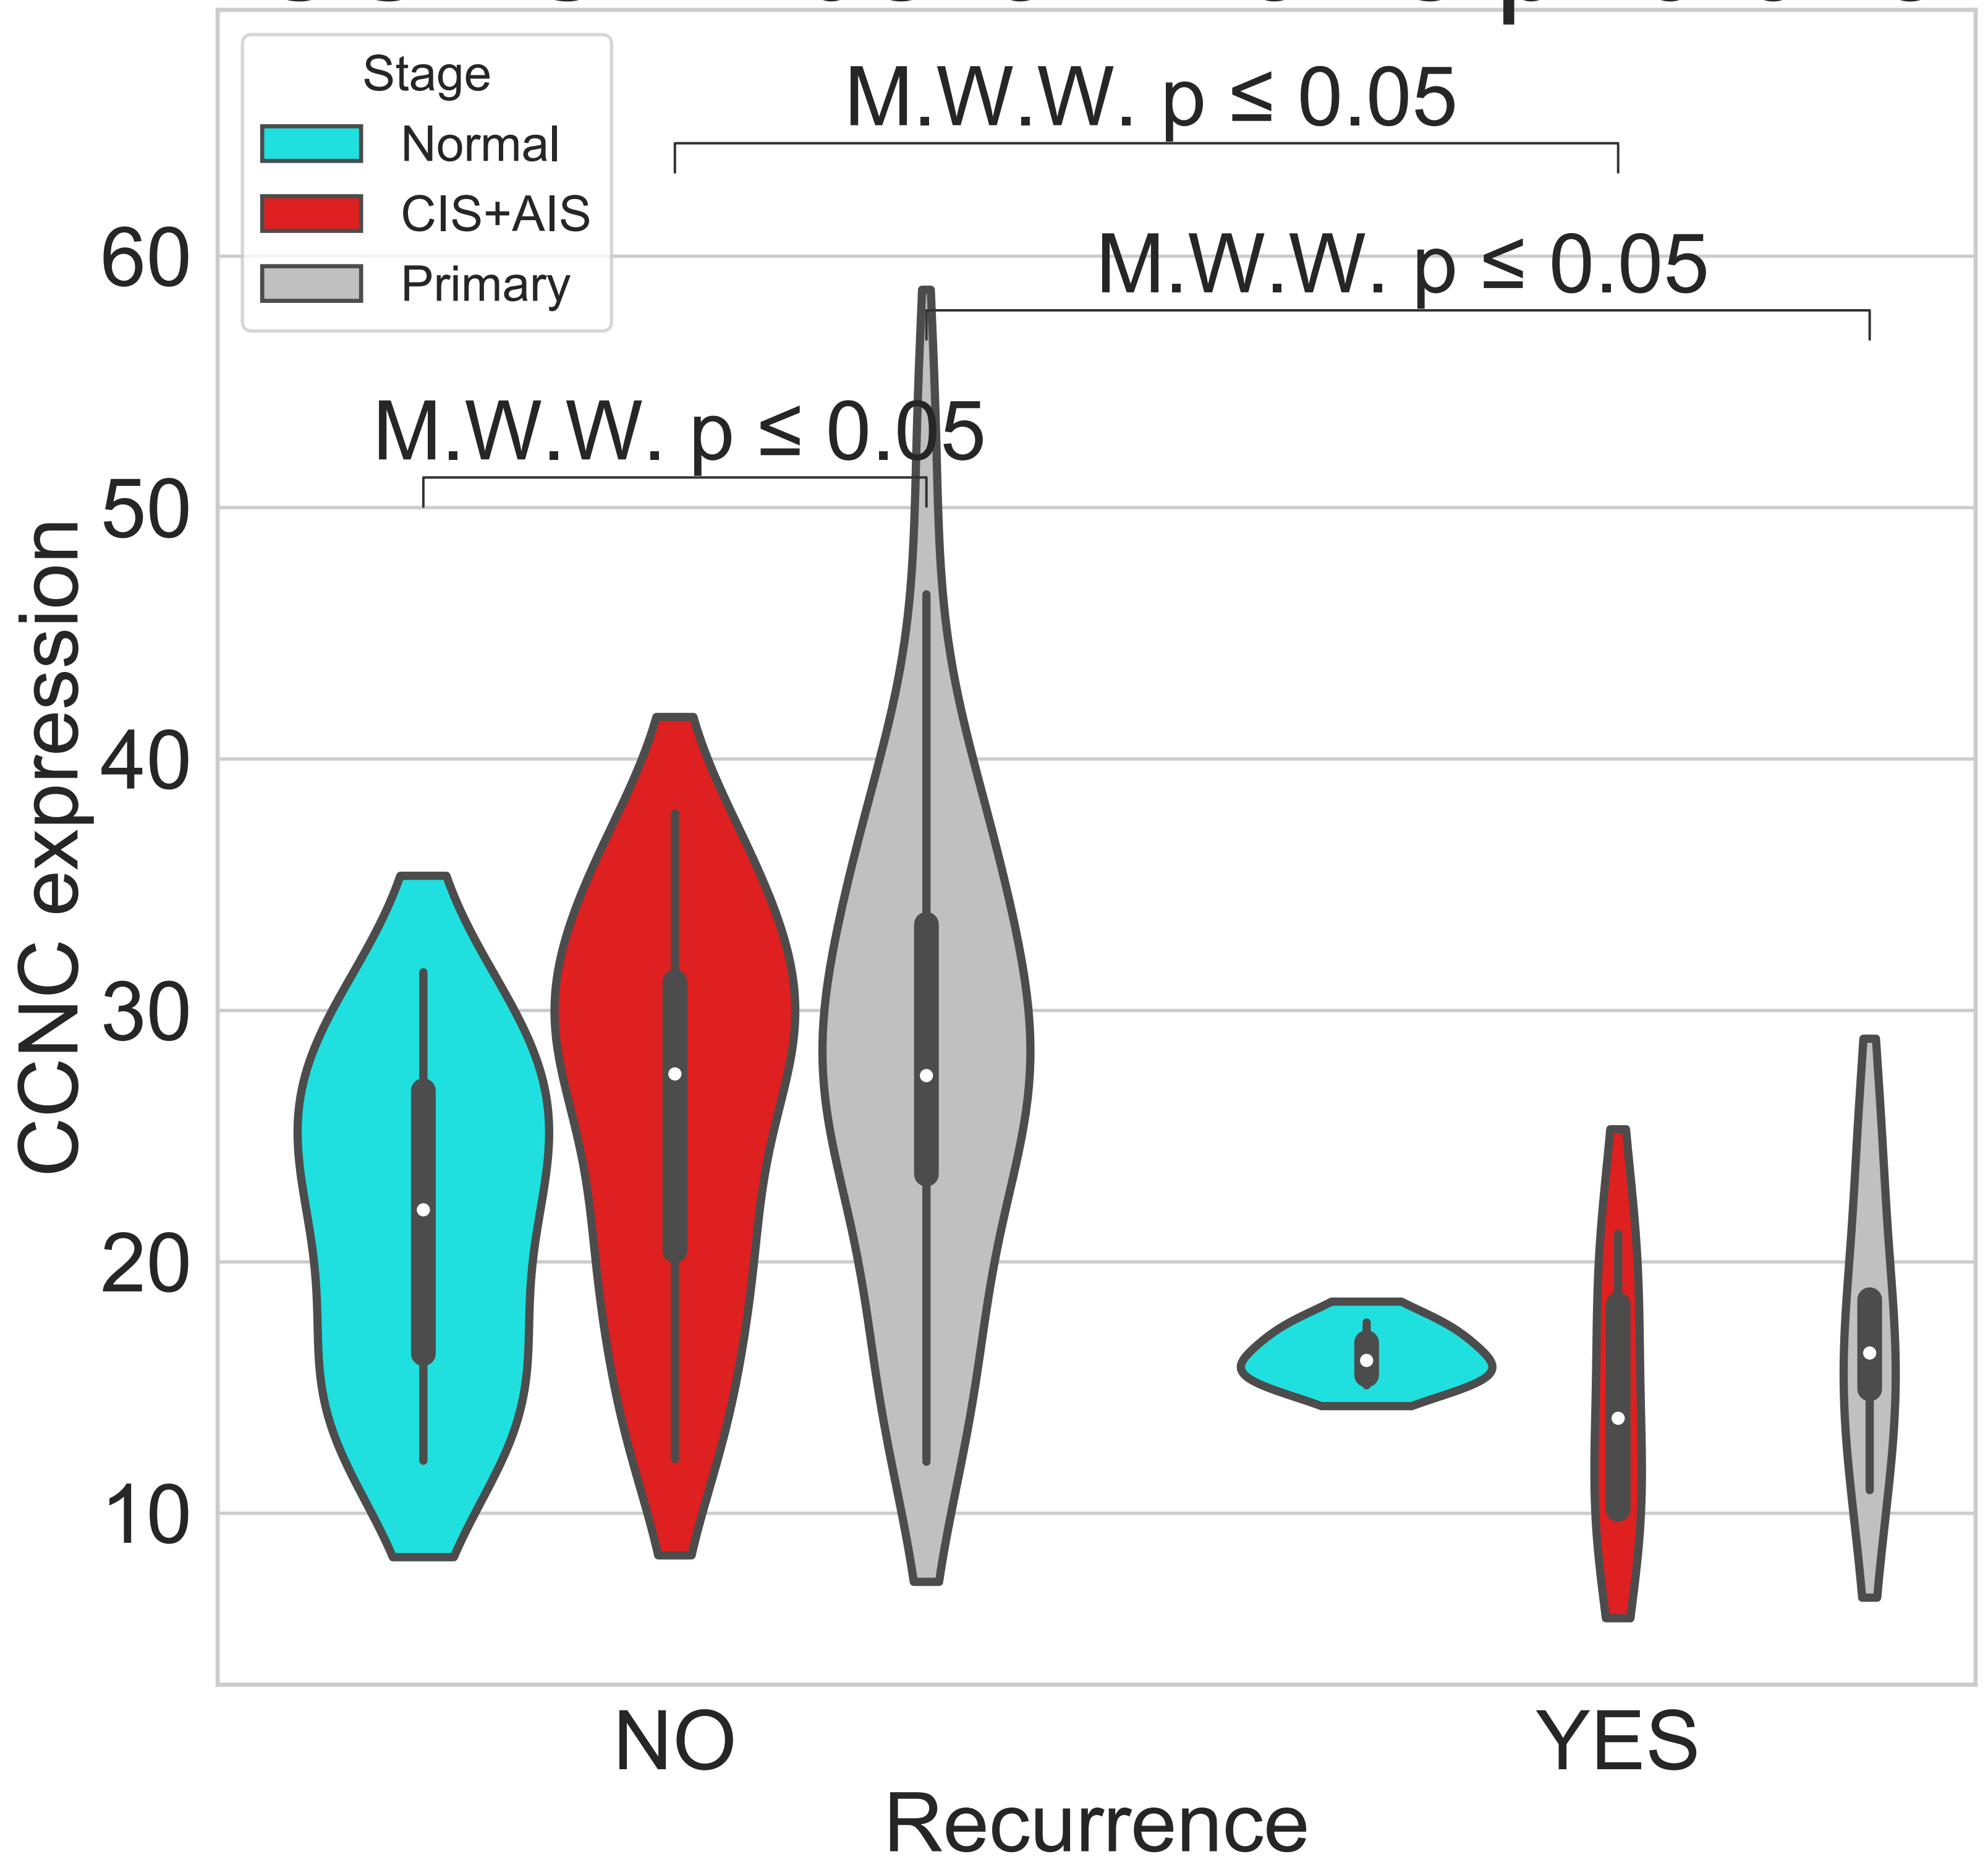 Stage
Normal
CIS+AIS
Primary
M.W.W. p ≤ 0.05
M.W.W. p ≤ 0.05
M.W.W. p ≤ 0.05
60
50
40
30
20
10
CCNC expression
NO
YES
Recurrence